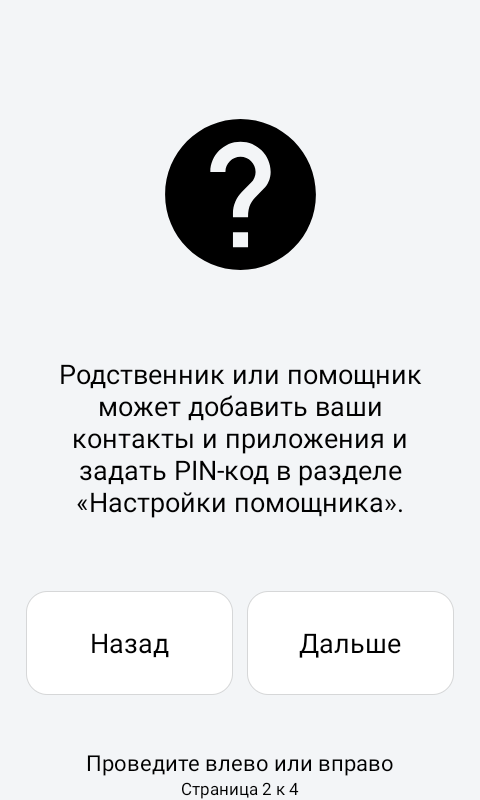 Родственник или помощник
может добавить ваши
контакты и приложения и
задать PIN-код в разделе
«Настройки помощника».
Назад
Дальше
Проведите влево или вправо
Страница 2 к 4